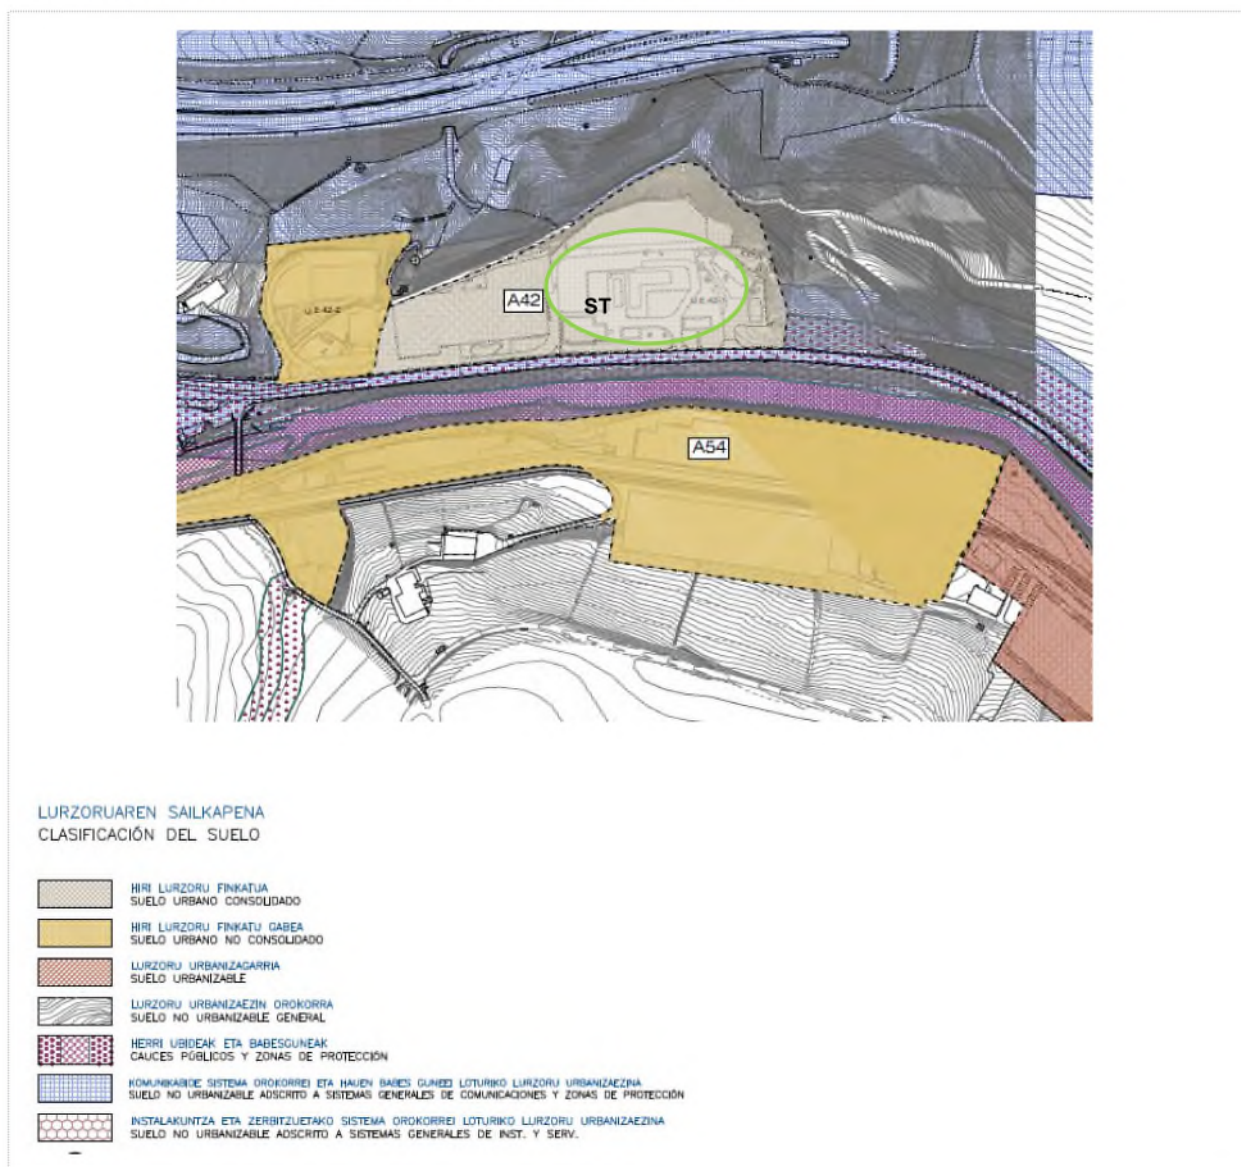 U.E.42-2
A42
ST
U.E.42-1
A54
LURZORUAREN SAILKAPENA
CLASIFICACIÓN DEL SUELO
HIRI LURZORU FINKATUA
SUELO URBANO CONSOLIDADO
HIRI LURZORU FINKATU GABEA
SUELO URBANO NO CONSOLIDADO
LURZORU URBANIZAGARRIA
SUELO URBANIZABLE
LURZORU URBANIZAEZIN OROKORRA
SUELO NO URBANIZABLE GENERAL
HERRI UBIDEAK ETA BABESGUNEAK
CAUCES PÚBLICOS Y ZONAS DE PROTECCIÓN
KOMUNIKABIDE SISTEMA OROKORREI ETA HAUEN BABES GUNEEI LOTURIKO LURZORU URBANIZAEZINA
SUELO NO URBANIZABLE ADSCRITO A SISTEMAS GENERALES DE COMUNICACIONES Y ZONAS DE PROTECCIÓN
INSTALAKUNTZA ETA ZERBITZUETAKO SISTEMA OROKORREI LOTURIKO LURZORU URBANIZAEZINA
SUELO NO URBANIZABLE ADSCRITO A SISTEMAS GENERALES DE INST. Y SERV.